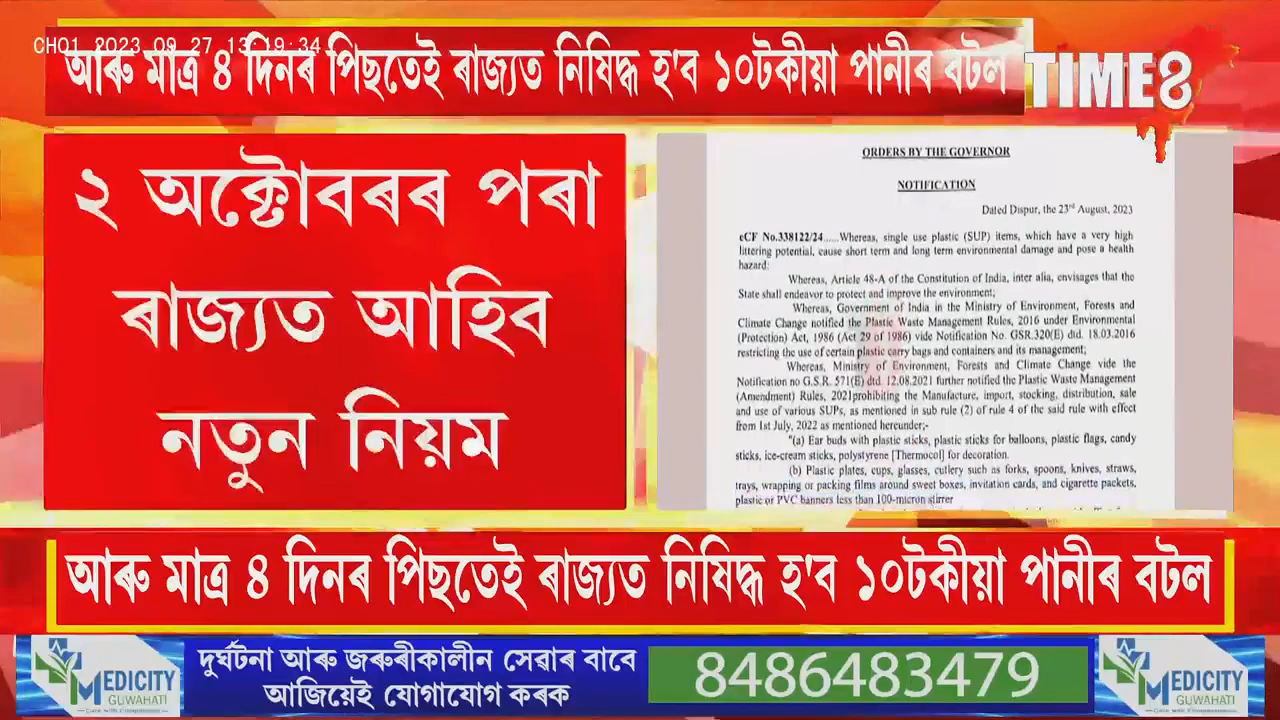 CH01 2023 09 27 13:19:34
আৰু মাত্ৰ ৪ দিনৰ পিছতেই ৰাজ্যত নিষিদ্ধ হ'ব ১০টকীয়া পানীৰ বটল
TIME8
২ অক্টোবৰৰ পৰা
ৰাজ্যত আহিব
নতুন নিয়ম
ORDERS BY THE GOVERNOR
NOTIFICATION
Dated Dispur, the 23rd August, 2023
eCF No.338122/24.....Whereas, single use plastic (SUP) items, which have a very high
littering potential, cause short term and long term environmental damage and pose a health
hazard;
Whereas, Article 48-A of the Constitution of India, inter alia, envisages that the
State shall endeavor to protect and improve the environment;
Whereas, Government of India in the Ministry of Environment, Forests and
Climate Change notified the Plastic Waste Management Rules, 2016 under Environmental
(Protection) Act, 1986 (Act 29 of 1986) vide Notification No. GSR.320(E) dtd. 18.03.2016
restricting the use of certain plastic carry bags and containers and its management;
Whereas, Ministry of Environment, Forests and Climate Change vide the
Notification no G.S.R. 571(E) dtd. 12.08.2021 further notified the Plastic Waste Management
(Amendment) Rules, 2021prohibiting the Manufacture, import, stocking, distribution, sale
and use of various SUPs, as mentioned in sub rule (2) of rule 4 of the said rule with effect
from 1st July, 2022 as mentioned hereunder;-
"(a) Ear buds with plastic sticks, plastic sticks for balloons, plastic flags, candy
sticks, ice-cream sticks, polystyrene [Thermocol] for decoration.
(b) Plastic plates, cups, glasses, cutlery such as forks, spoons, knives, straws,
trays, wrapping or packing films around sweet boxes, invitation cards, and cigarette packets,
plastic or PVC banners less than 100-micron stirrer
আৰু মাত্ৰ ৪ দিনৰ পিছতেই ৰাজ্যত নিষিদ্ধ হ'ব ১০টকীয়া পানীৰ বটল
MEDICITY
GUWAHATI
Care with Compassion
দুৰ্ঘটনা আৰু জৰুৰীকালীন সেৱাৰ বাবে
আজিয়েই যোগাযোগ কৰক
8486483479
MEDICITY
GUWAHATI
Care with Compassion